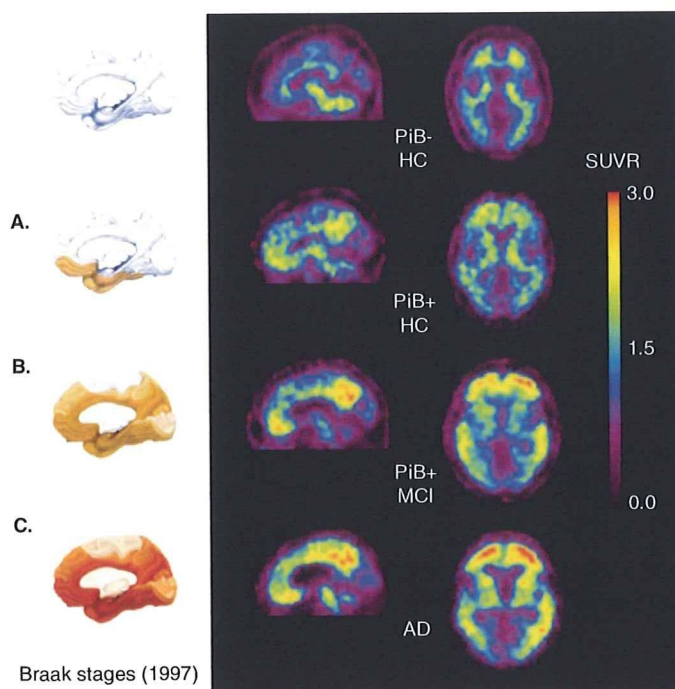 PiB-
HC
SUVR
3.0
A.
PiB+
HC
1.5
B.
PiB+
MCI
0.0
C.
AD
Braak stages (1997)